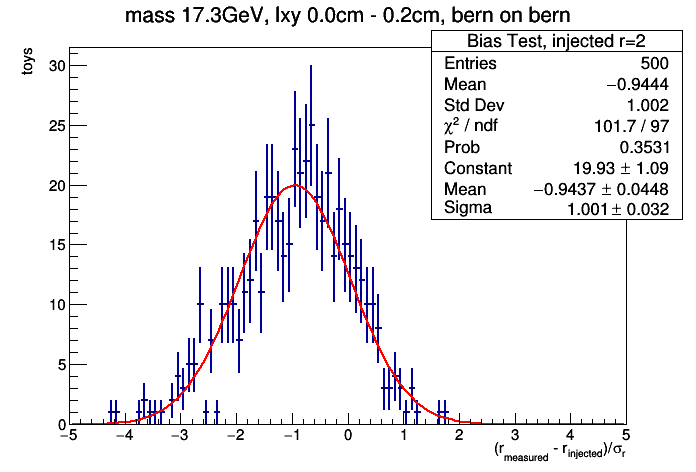 mass 17.3GeV, lxy 0.0cm - 0.2cm, bern on bern
Bias Test, injected r=2
Entries 500
Mean −0.9444
Std Dev 1.002
χ² / ndf 101.7 / 97
Prob 0.3531
Constant 19.93 ± 1.09
Mean −0.9437 ± 0.0448
Sigma 1.001 ± 0.032
toys
30
25
20
15
10
5
0
−5 −4 −3 −2 −1 0 1 2 3 4 5
(r_measured - r_injected)/σ_r